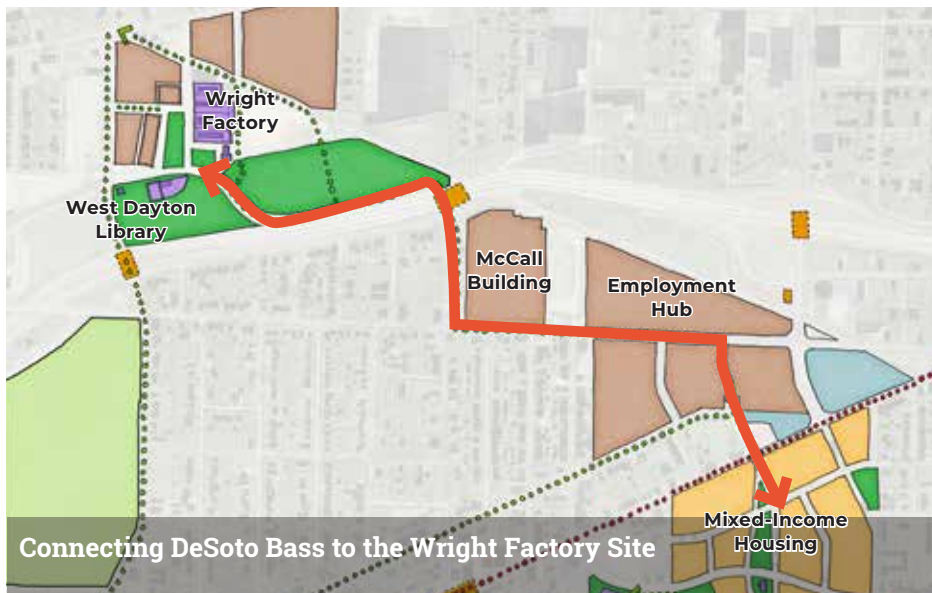 Wright
Factory
West Dayton
Library
McCall
Building
Employment
Hub
Mixed-Income
Housing
Connecting DeSoto Bass to the Wright Factory Site